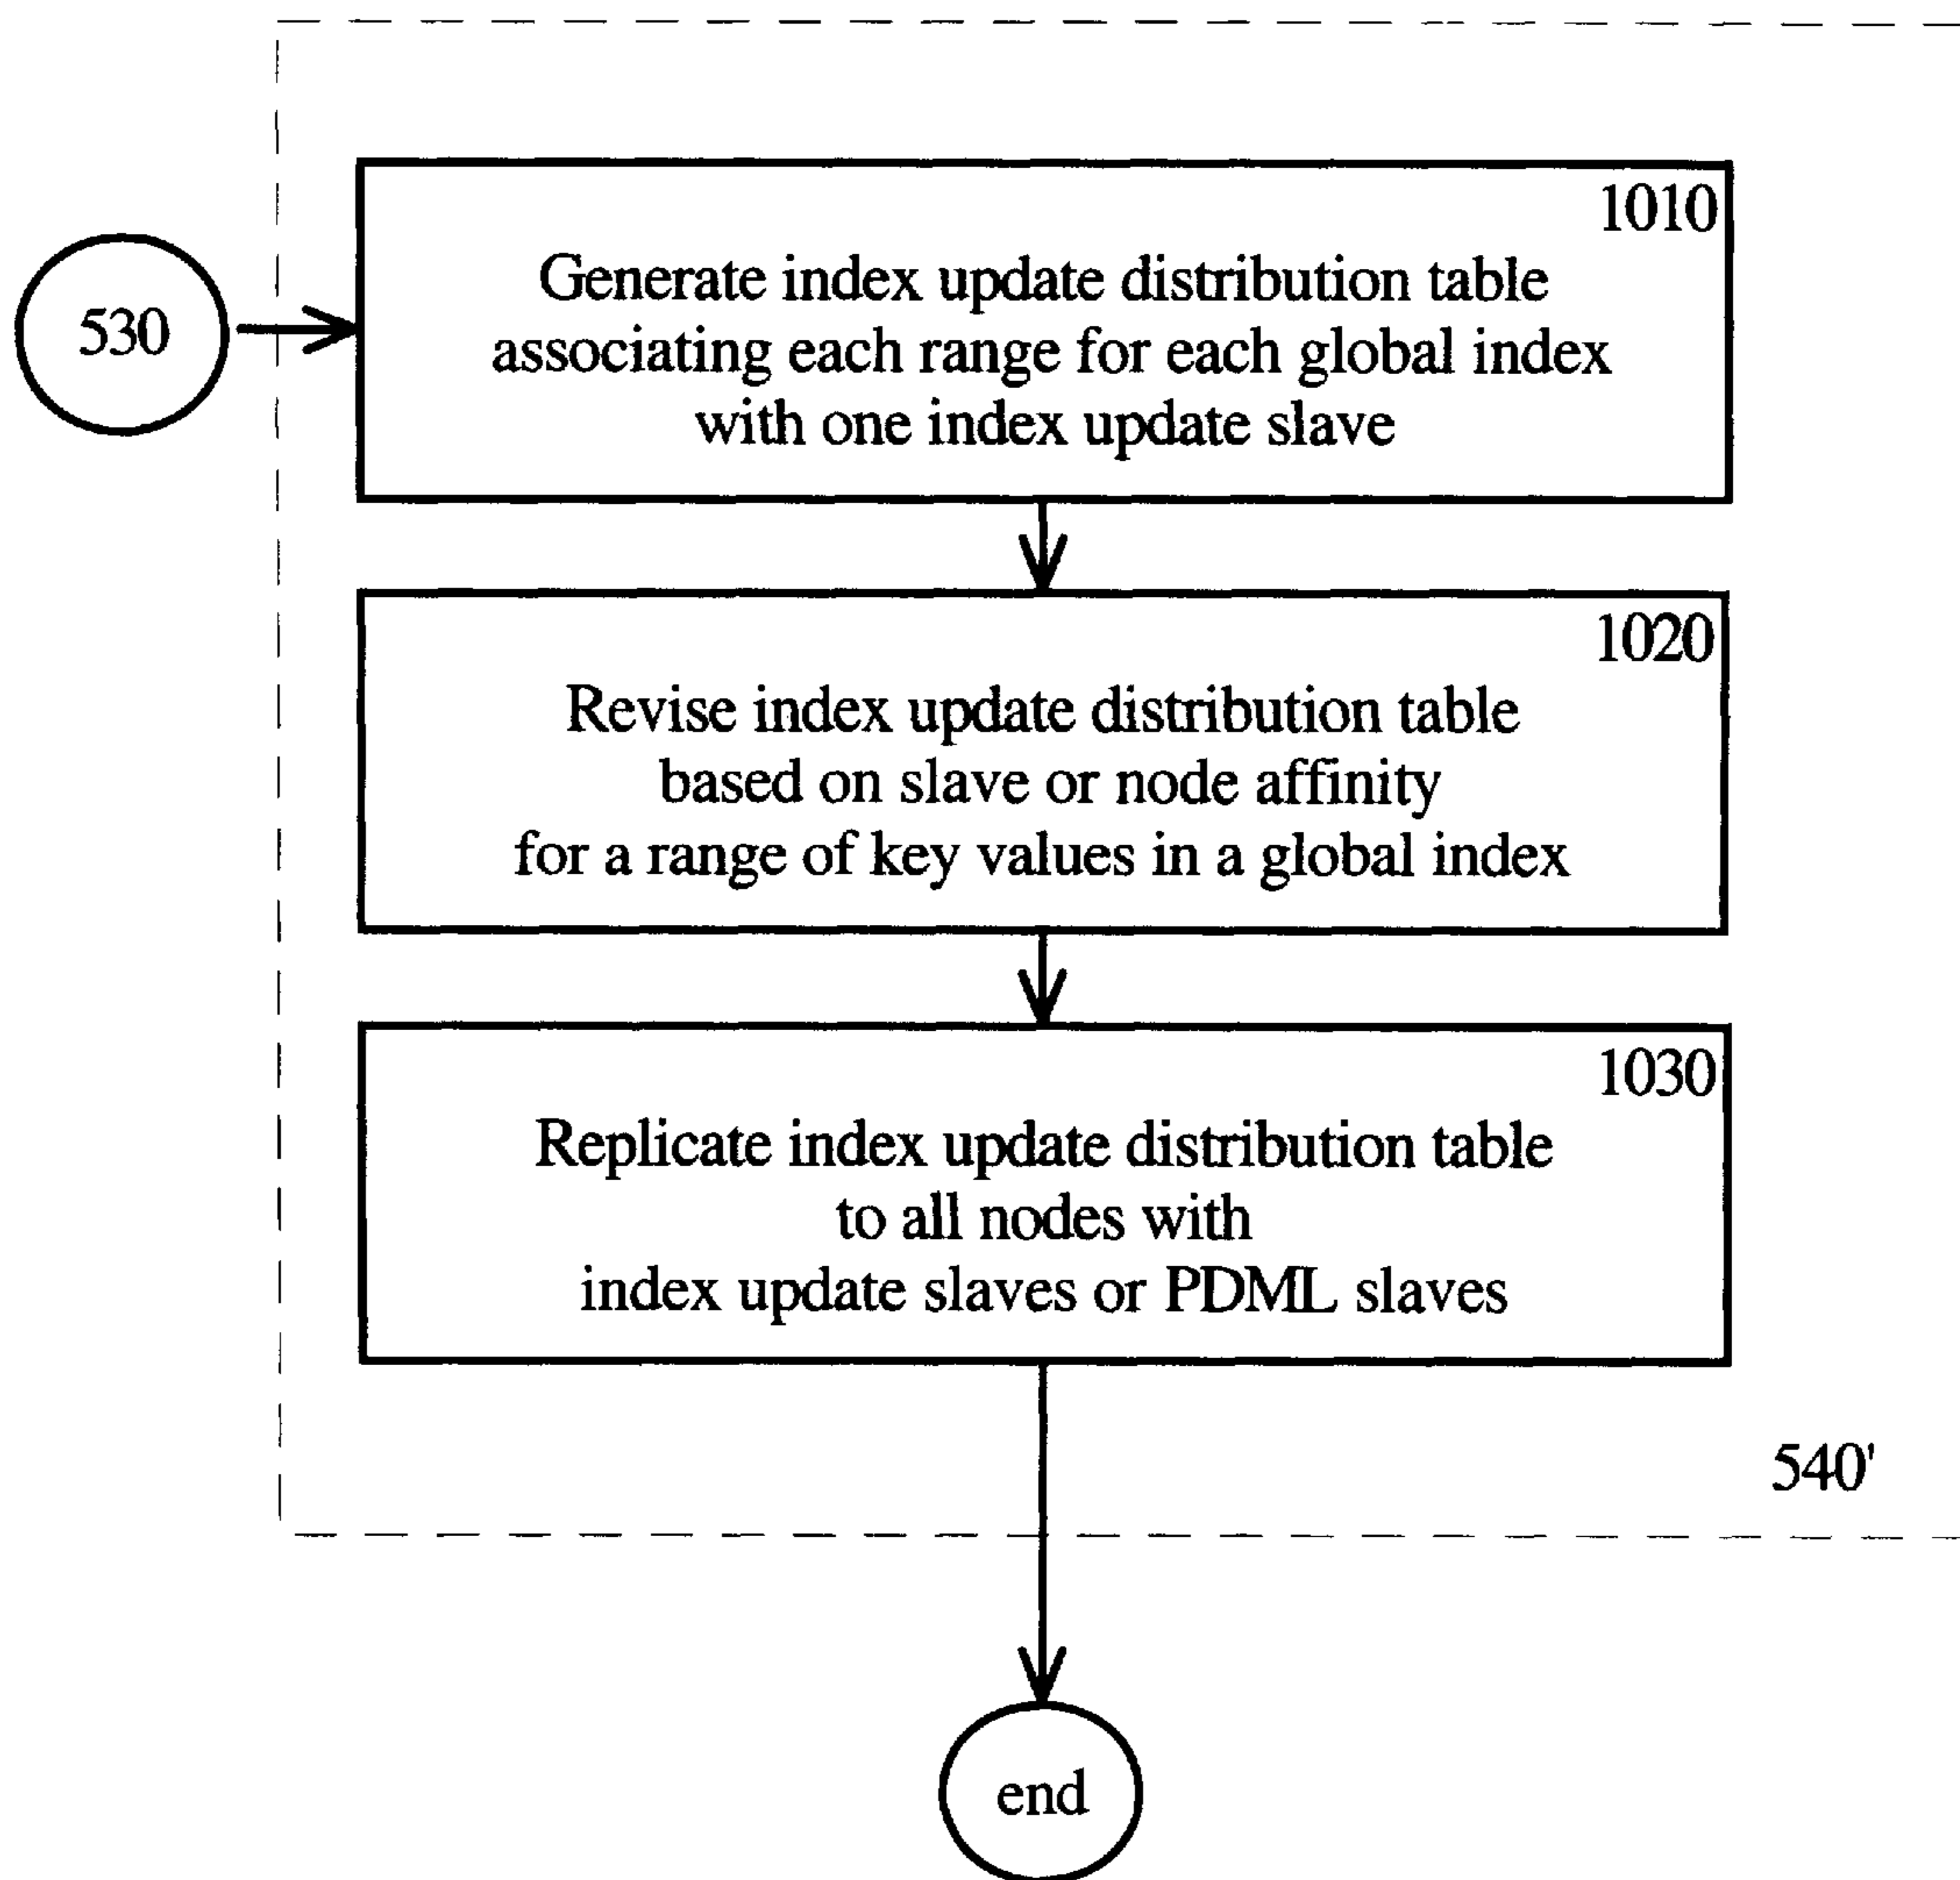 530
1010
Generate index update distribution table
associating each range for each global index
with one index update slave
1020
Revise index update distribution table
based on slave or node affinity
for a range of key values in a global index
1030
Replicate index update distribution table
to all nodes with
index update slaves or PDML slaves
540'
end